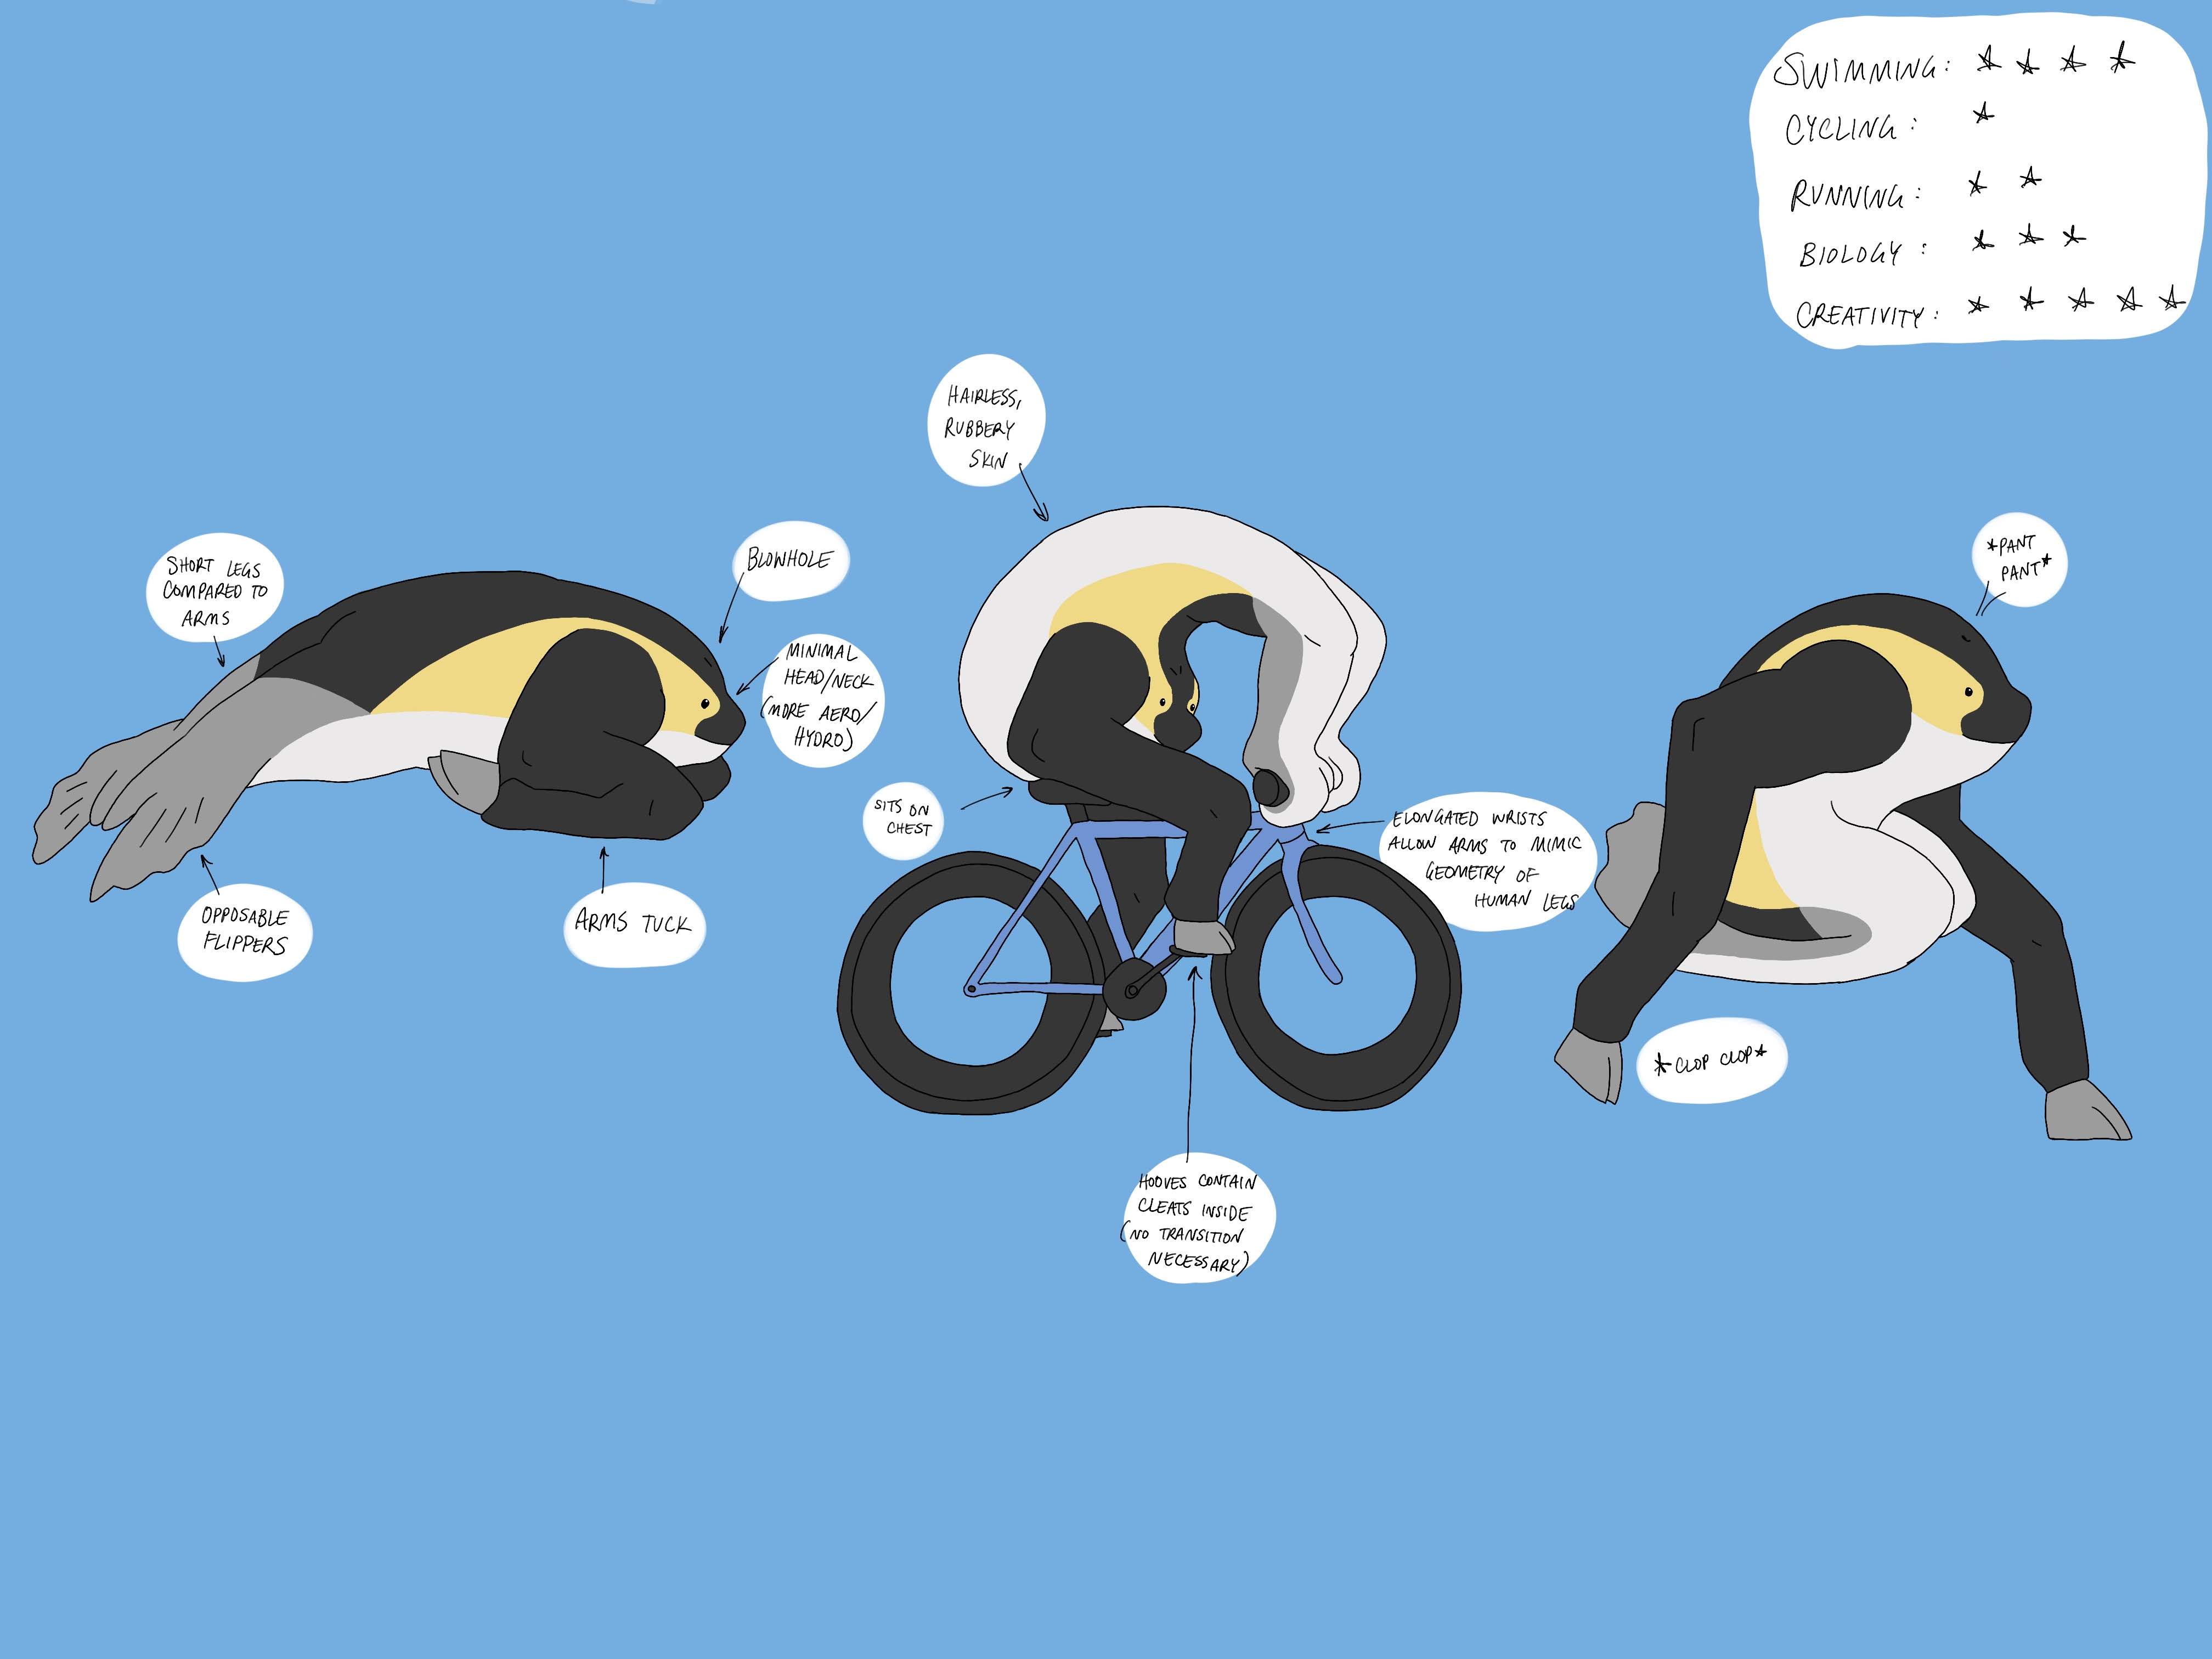 SWIMMING: ★ ★ ★ ★
CYCLING: ★
RUNNING: ★ ★
BIOLOGY: ★ ★ ★
CREATIVITY: ★ ★ ★ ★ ★
HAIRLESS,
RUBBERY
SKIN
SHORT LEGS
COMPARED TO
ARMS
BLOWHOLE
MINIMAL
HEAD/NECK
(MORE AERO/
HYDRO)
OPPOSABLE
FLIPPERS
ARMS TUCK
SITS ON
CHEST
ELONGATED WRISTS
ALLOW ARMS TO MIMIC
GEOMETRY OF
HUMAN LEGS
HOOVES CONTAIN
CLEATS INSIDE
(NO TRANSITION
NECESSARY)
*PANT
PANT*
*CLOP CLOP*